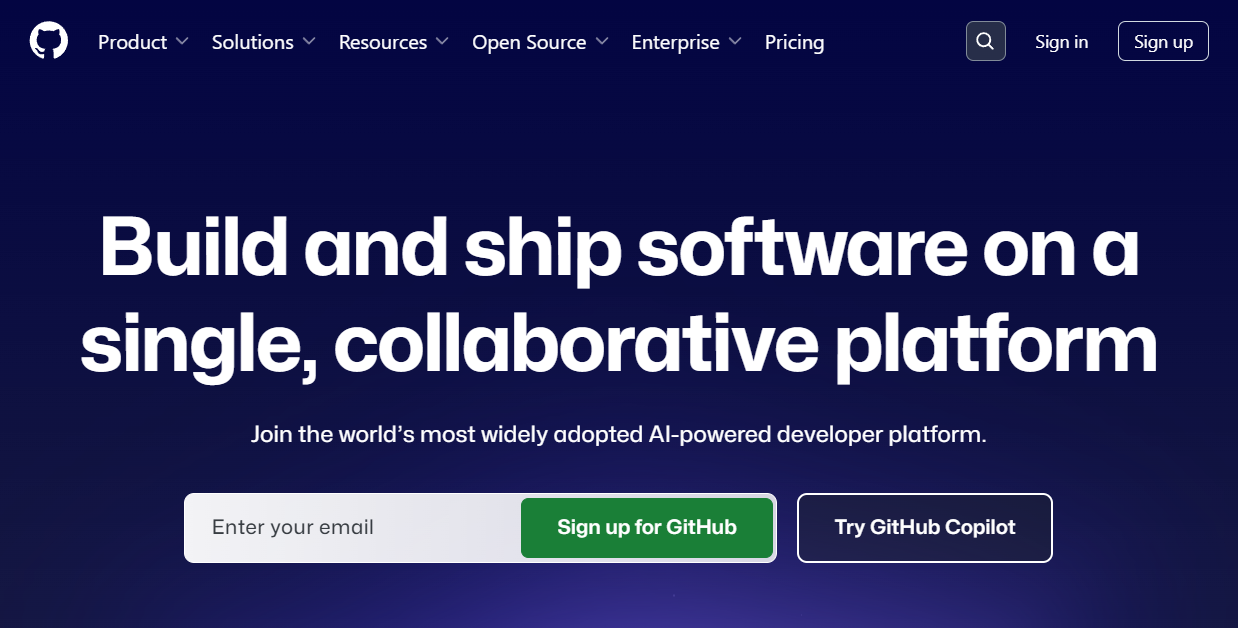 Product Solutions Resources Open Source Enterprise Pricing Sign in Sign up
Build and ship software on a
single, collaborative platform
Join the world’s most widely adopted AI-powered developer platform.
Enter your email Sign up for GitHub Try GitHub Copilot